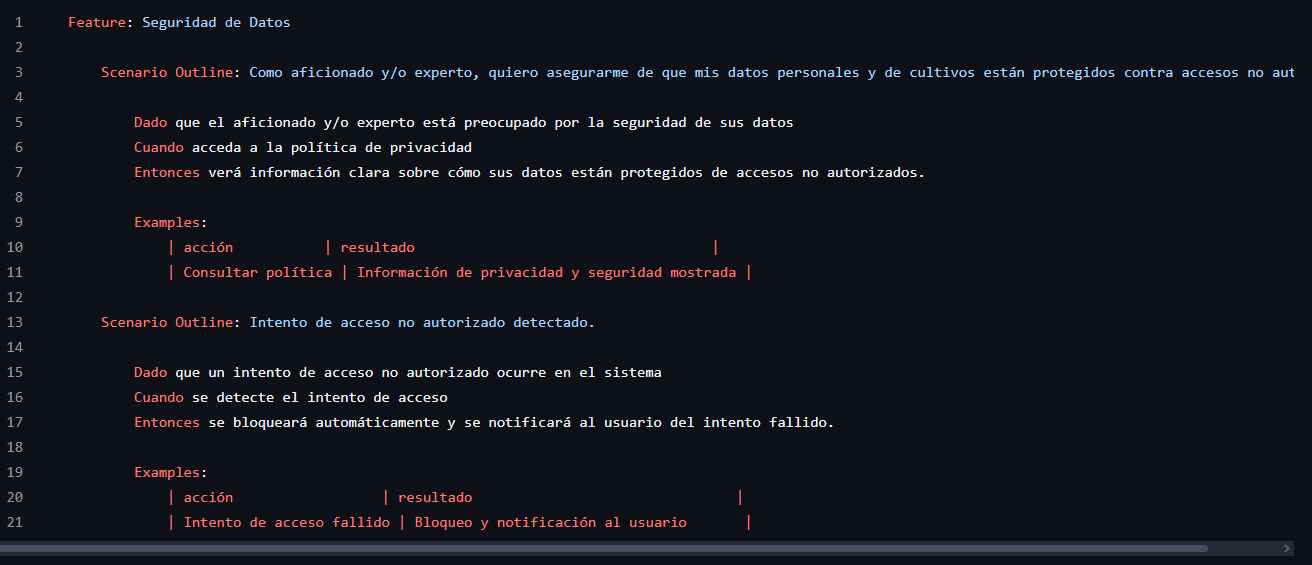 1 Feature: Seguridad de Datos
2
3 Scenario Outline: Como aficionado y/o experto, quiero asegurarme de que mis datos personales y de cultivos están protegidos contra accesos no aut
4
5 Dado que el aficionado y/o experto está preocupado por la seguridad de sus datos
6 Cuando acceda a la política de privacidad
7 Entonces verá información clara sobre cómo sus datos están protegidos de accesos no autorizados.
8
9 Examples:
10 | acción | resultado |
11 | Consultar política | Información de privacidad y seguridad mostrada |
12
13 Scenario Outline: Intento de acceso no autorizado detectado.
14
15 Dado que un intento de acceso no autorizado ocurre en el sistema
16 Cuando se detecte el intento de acceso
17 Entonces se bloqueará automáticamente y se notificará al usuario del intento fallido.
18
19 Examples:
20 | acción | resultado |
21 | Intento de acceso fallido | Bloqueo y notificación al usuario |